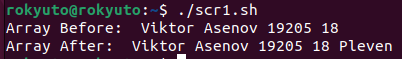 rokyuto@rokyuto:~$ ./scr1.sh
Array Before:  Viktor Asenov 19205 18
Array After:  Viktor Asenov 19205 18 Pleven